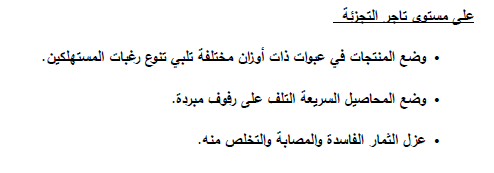 على مستوى تاجر التجزئة
• وضع المنتجات في عبوات ذات أوزان مختلفة تلبي تنوع رغبات المستهلكين.
• وضع المحاصيل السريعة التلف على رفوف مبردة.
• عزل الثمار الفاسدة والمصابة والتخلص منه.